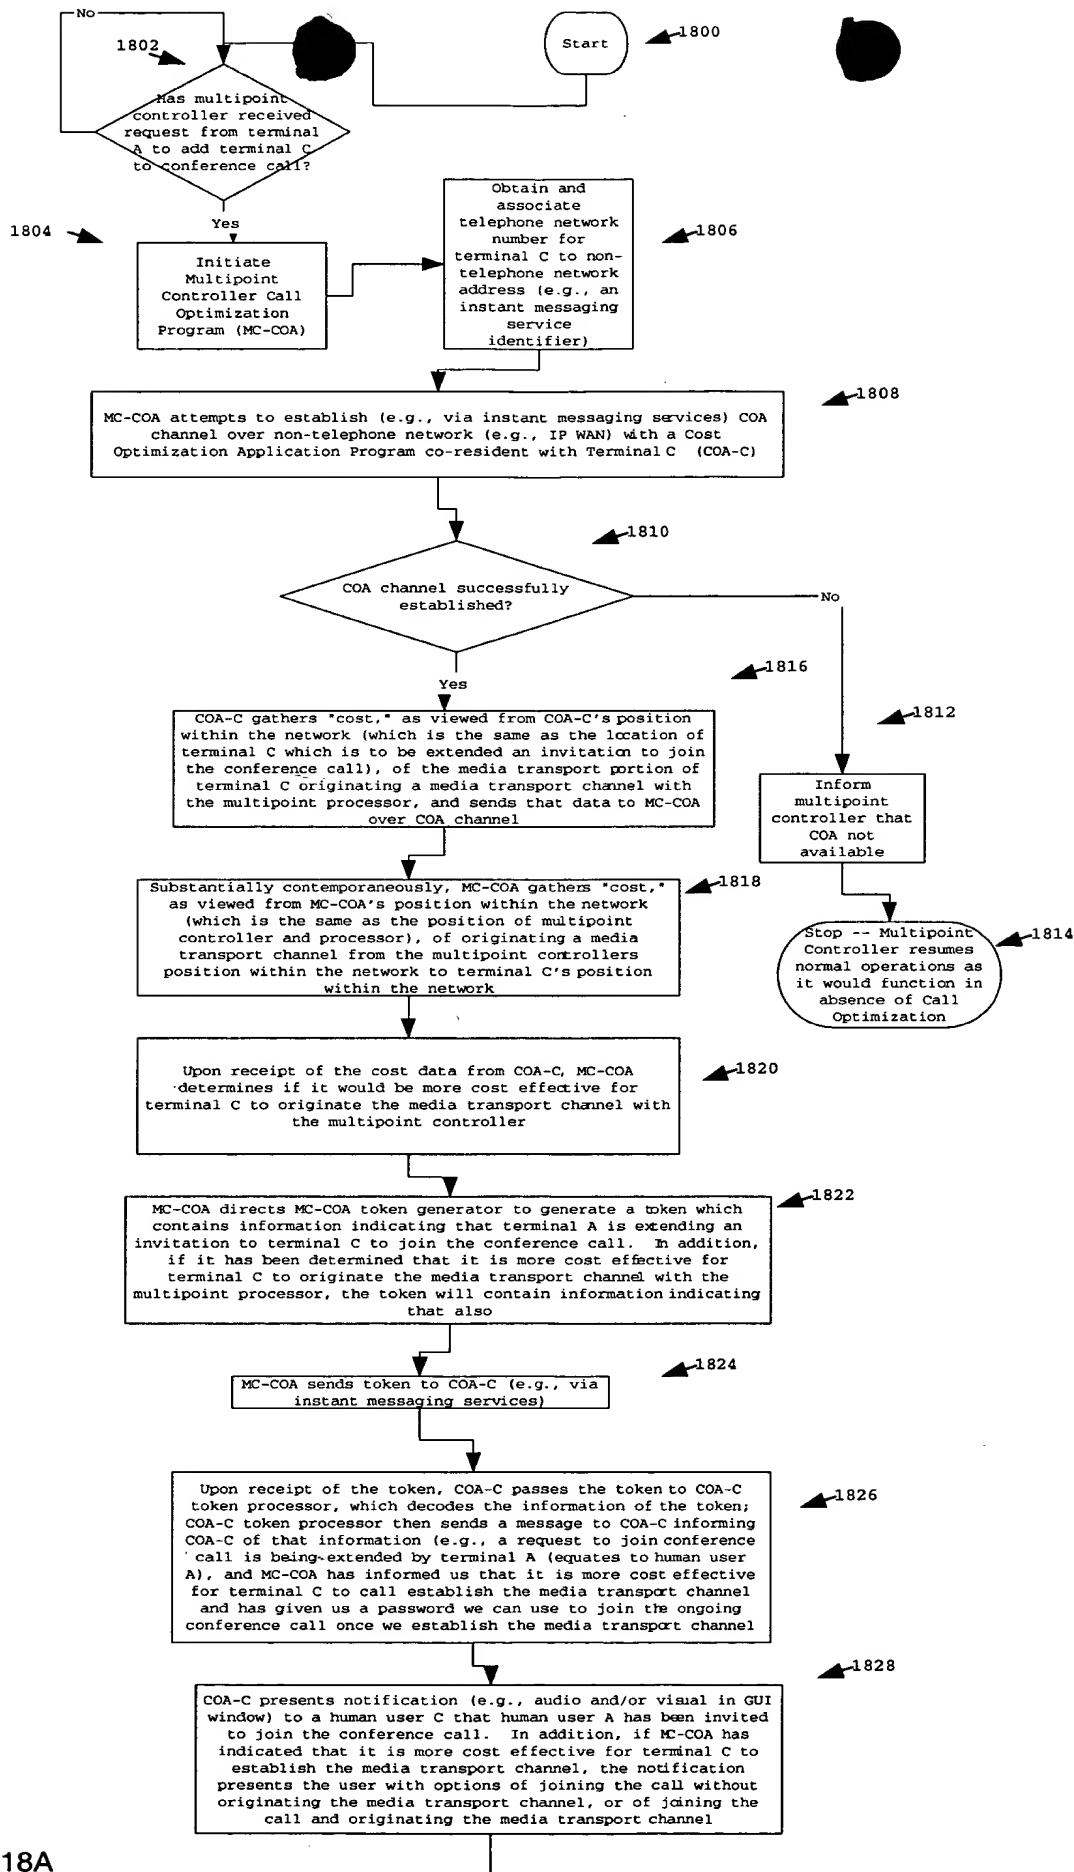 No
1802
Start
1800
Has multipoint
controller received
request from terminal
A to add terminal C
to conference call?
Yes
1804
Initiate
Multipoint
Controller Call
Optimization
Program (MC-COA)
Obtain and
associate
telephone network
number for
terminal C to non-
telephone network
address (e.g., an
instant messaging
service
identifier)
1806
MC-COA attempts to establish (e.g., via instant messaging services) COA
channel over non-telephone network (e.g., IP WAN) with a Cost
Optimization Application Program co-resident with Terminal C (COA-C)
1808
1810
COA channel successfully
established?
No
Yes
1816
COA-C gathers "cost," as viewed from COA-C's position
within the network (which is the same as the location of
terminal C which is to be extended an invitation to join
the conference call), of the media transport portion of
terminal C originating a media transport channel with
the multipoint processor, and sends that data to MC-COA
over COA channel
1812
Inform
multipoint
controller that
COA not
available
Substantially contemporaneously, MC-COA gathers "cost,"
as viewed from MC-COA's position within the network
(which is the same as the position of multipoint
controller and processor), of originating a media
transport channel from the multipoint controllers
position within the network to terminal C's position
within the network
1818
Stop -- Multipoint
Controller resumes
normal operations as
it would function in
absence of Call
Optimization
1814
Upon receipt of the cost data from COA-C, MC-COA
determines if it would be more cost effective for
terminal C to originate the media transport channel with
the multipoint controller
1820
MC-COA directs MC-COA token generator to generate a token which
contains information indicating that terminal A is extending an
invitation to terminal C to join the conference call. In addition,
if it has been determined that it is more cost effective for
terminal C to originate the media transport channel with the
multipoint processor, the token will contain information indicating
that also
1822
MC-COA sends token to COA-C (e.g., via
instant messaging services)
1824
Upon receipt of the token, COA-C passes the token to COA-C
token processor, which decodes the information of the token;
COA-C token processor then sends a message to COA-C informing
COA-C of that information (e.g., a request to join conference
call is being extended by terminal A (equates to human user
A), and MC-COA has informed us that it is more cost effective
for terminal C to call establish the media transport channel
and has given us a password we can use to join the ongoing
conference call once we establish the media transport channel
1826
COA-C presents notification (e.g., audio and/or visual in GUI
window) to a human user C that human user A has been invited
to join the conference call. In addition, if MC-COA has
indicated that it is more cost effective for terminal C to
establish the media transport channel, the notification
presents the user with options of joining the call without
originating the media transport channel, or of joining the
call and originating the media transport channel
1828
18A